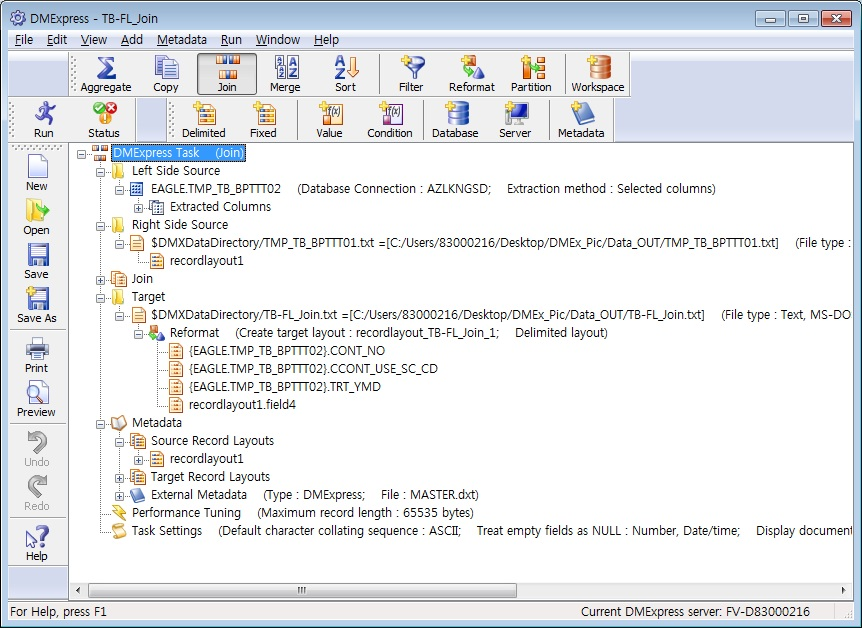 DMExpress - TB-FL_Join
File Edit View Add Metadata Run Window Help
Aggregate Copy Join Merge Sort Filter Reformat Partition Workspace
Run Status Delimited Fixed Value Condition Database Server Metadata
New
Open
Save
Save As
Print
Preview
Undo
Redo
Help
DMExpress Task (Join)
Left Side Source
EAGLE.TMP_TB_BPTTT02 (Database Connection : AZLKNGSD; Extraction method : Selected columns)
Extracted Columns
Right Side Source
$DMXDataDirectory/TMP_TB_BPTTT01.txt =[C:/Users/83000216/Desktop/DMEx_Pic/Data_OUT/TMP_TB_BPTTT01.txt] (File type :
recordlayout1
Join
Target
$DMXDataDirectory/TB-FL_Join.txt =[C:/Users/83000216/Desktop/DMEx_Pic/Data_OUT/TB-FL_Join.txt] (File type : Text, MS-DO
Reformat (Create target layout : recordlayout_TB-FL_Join_1; Delimited layout)
{EAGLE.TMP_TB_BPTTT02}.CONT_NO
{EAGLE.TMP_TB_BPTTT02}.CCONT_USE_SC_CD
{EAGLE.TMP_TB_BPTTT02}.TRT_YMD
recordlayout1.field4
Metadata
Source Record Layouts
recordlayout1
Target Record Layouts
External Metadata (Type : DMExpress; File : MASTER.dxt)
Performance Tuning (Maximum record length : 65535 bytes)
Task Settings (Default character collating sequence : ASCII; Treat empty fields as NULL : Number, Date/time; Display document
For Help, press F1
Current DMExpress server: FV-D83000216